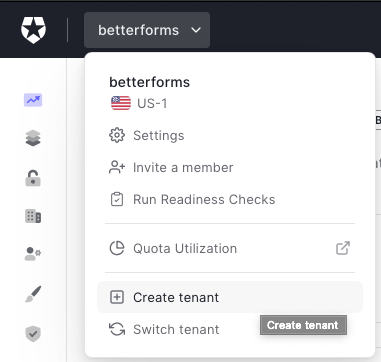 betterforms
betterforms
US-1
Settings
Invite a member
Run Readiness Checks
Quota Utilization
Create tenant
Create tenant
Switch tenant